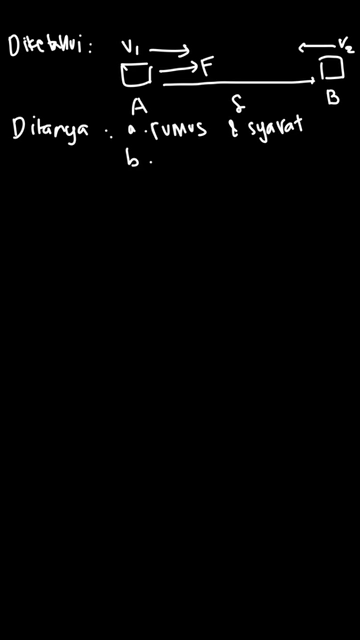 Diketahui: V1 V2
F
A S B
Ditanya : a. rumus & syarat
b.